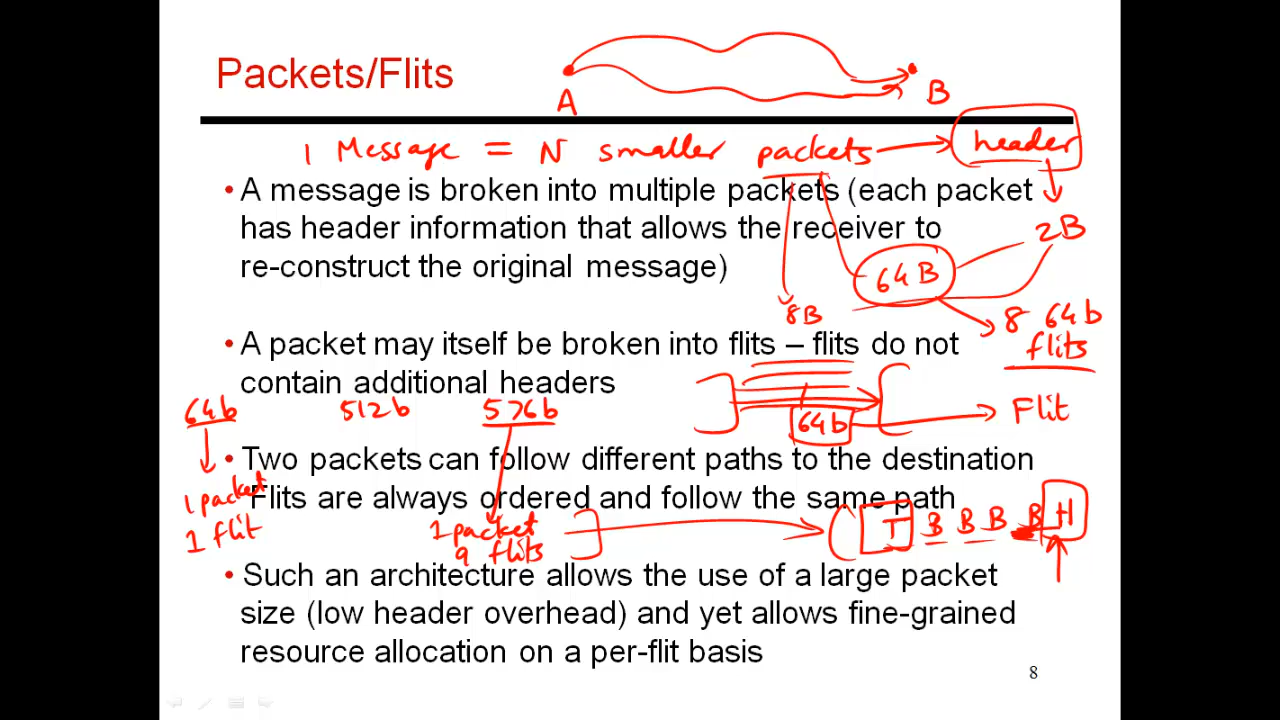 Packets/Flits
A
B
1 Message = N smaller packets → header
• A message is broken into multiple packets (each packet
has header information that allows the receiver to
re-construct the original message)
2B
64B
8B
8 64b
flits
• A packet may itself be broken into flits – flits do not
contain additional headers
64b
512b
576b
64b
Flit
• Two packets can follow different paths to the destination
Flits are always ordered and follow the same path
1 packet
1 flit
1 packet
9 flits
T B B B B H
• Such an architecture allows the use of a large packet
size (low header overhead) and yet allows fine-grained
resource allocation on a per-flit basis
8